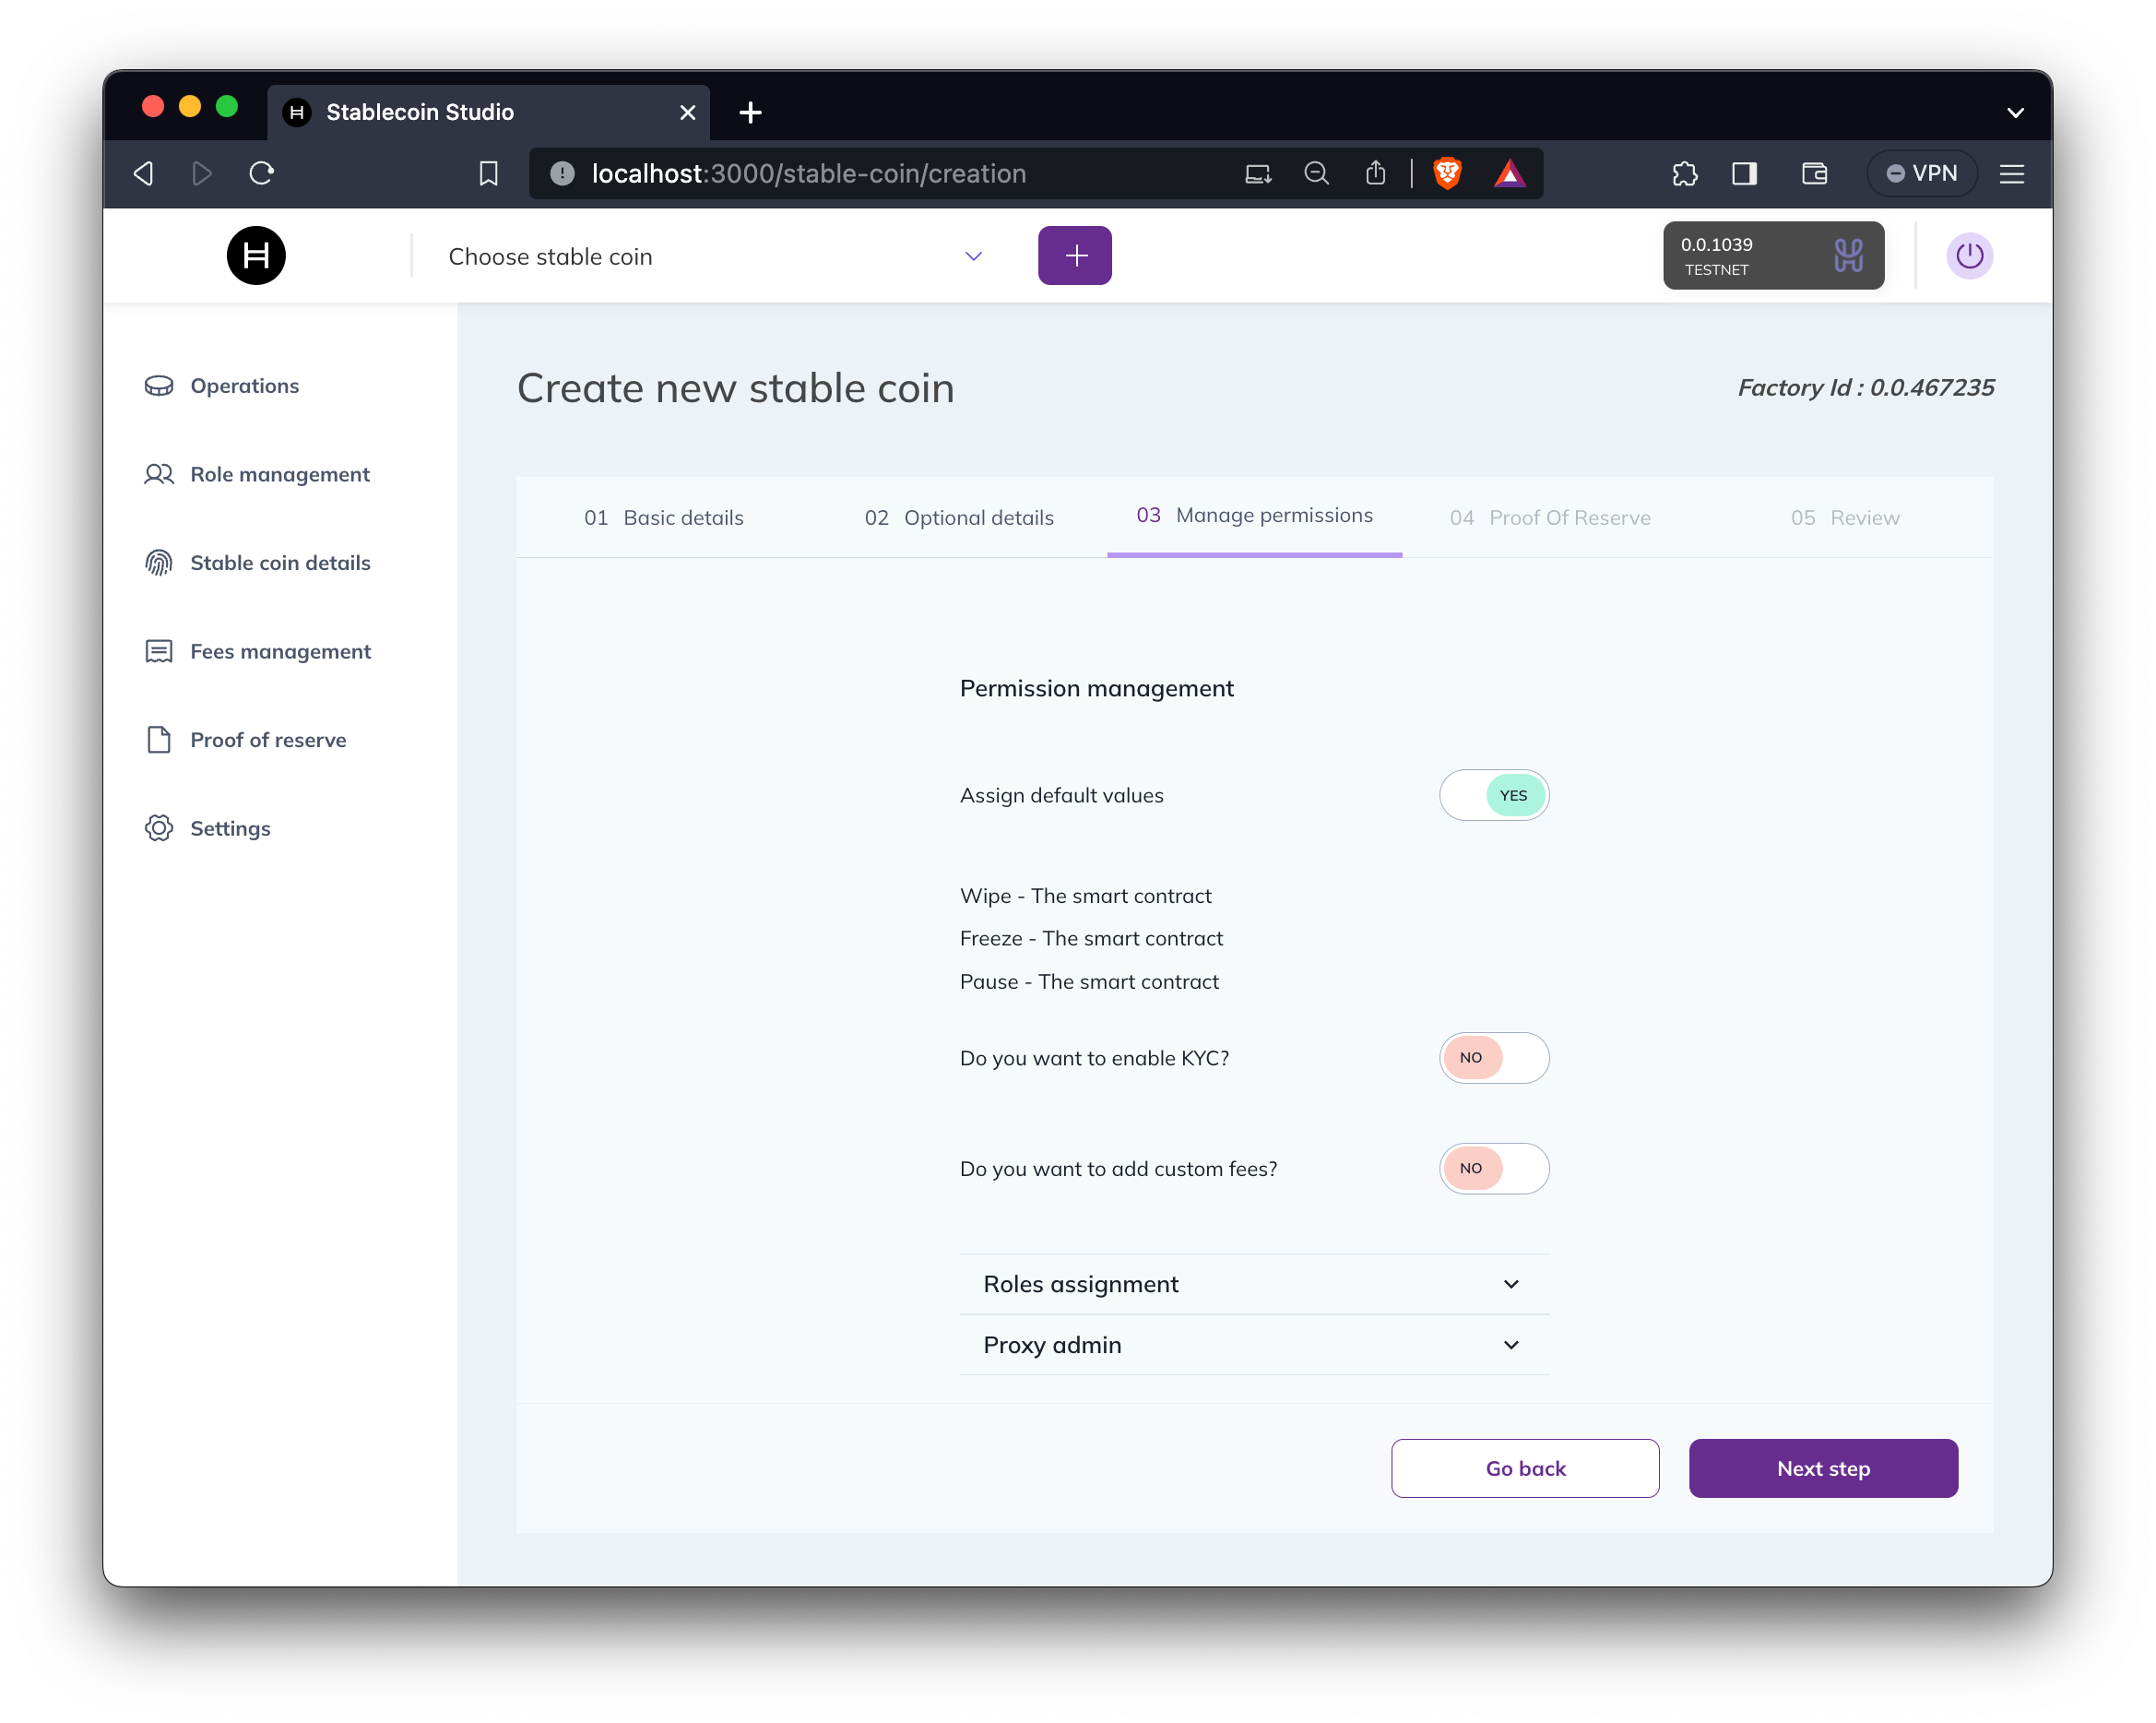 Stablecoin Studio
localhost:3000/stable-coin/creation
VPN
Choose stable coin
0.0.1039
TESTNET
Operations
Role management
Stable coin details
Fees management
Proof of reserve
Settings
Create new stable coin
Factory Id : 0.0.467235
01 Basic details
02 Optional details
03 Manage permissions
04 Proof Of Reserve
05 Review
Permission management
Assign default values
YES
Wipe - The smart contract
Freeze - The smart contract
Pause - The smart contract
Do you want to enable KYC?
NO
Do you want to add custom fees?
NO
Roles assignment
Proxy admin
Go back
Next step